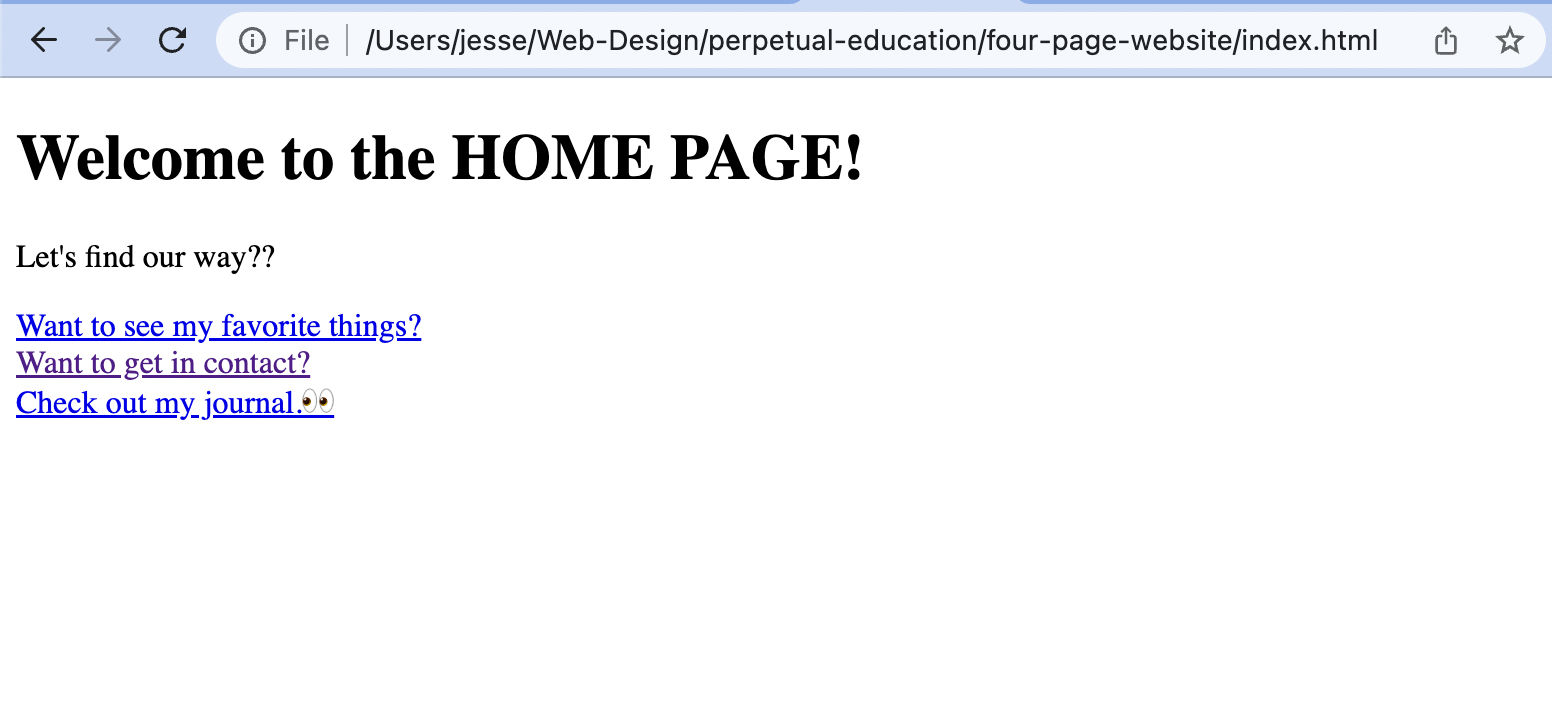 File /Users/jesse/Web-Design/perpetual-education/four-page-website/index.html
Welcome to the HOME PAGE!
Let's find our way??
Want to see my favorite things?
Want to get in contact?
Check out my journal.👀